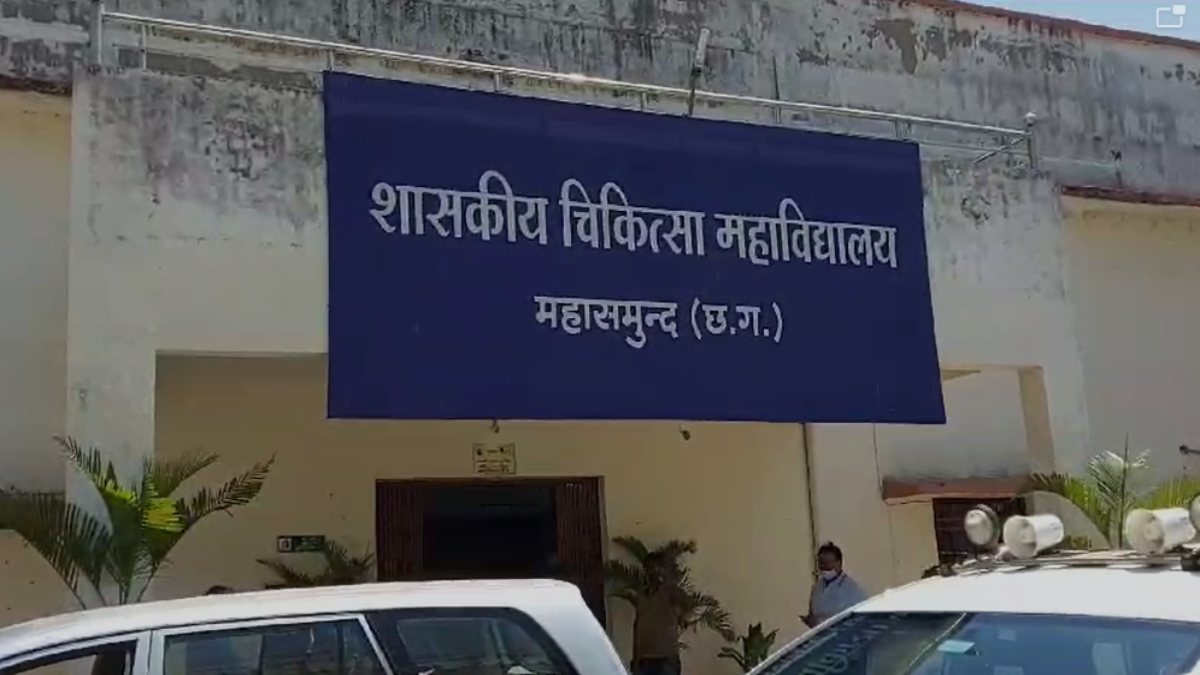 शासकीय चिकित्सा महाविद्यालय
महासमुन्द (छ.ग.)